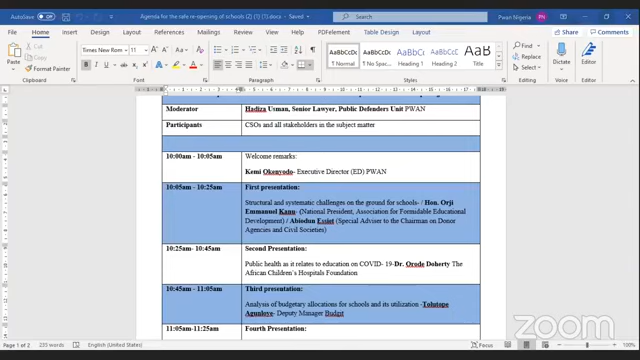 AutoSave Off
Agenda for the rafu re-opening of schools (2) (1) (1).docx - Saved
Search
Pwan Nigeria PN
File Home Insert Draw Design Layout References Mailings Review View Help PDFelement Table Design Layout
Share Comments
Times New Rom 11
Paste Cut Copy Format Painter
AaBbCcDd AaBbCcDd AaBbC AaBbCcC AaB
¶ Normal ¶ No Spac... Heading 1 Heading 2 Title
Find Replace Select
Dictate Editor
Clipboard Font Paragraph Styles Editing Voice Editor
Moderator Hadiza Usman, Senior Lawyer, Public Defenders Unit PWAN
Participants CSOs and all stakeholders in the subject matter
10:00am - 10:05am Welcome remarks:
Kemi Okenyodo- Executive Director (ED) PWAN
10:05am - 10:25am First presentation:
Structural and systematic challenges on the ground for schools- / Hon. Orji
Emmanuel Kanu- (National President, Association for Formidable Educational
Development) / Abiodun Essiet (Special Adviser to the Chairman on Donor
Agencies and Civil Societies)
10:25am - 10:45am Second Presentation:
Public health as it relates to education on COVID- 19-Dr. Orode Doherty The
African Children's Hospitals Foundation
10:45am - 11:05am Third presentation:
Analysis of budgetary allocations for schools and its utilization -Tolutope
Agunloye- Deputy Manager Budgit
11:05am-11:25am Fourth Presentation:
Page 1 of 2 235 words English (United States) Focus 100%
zoom